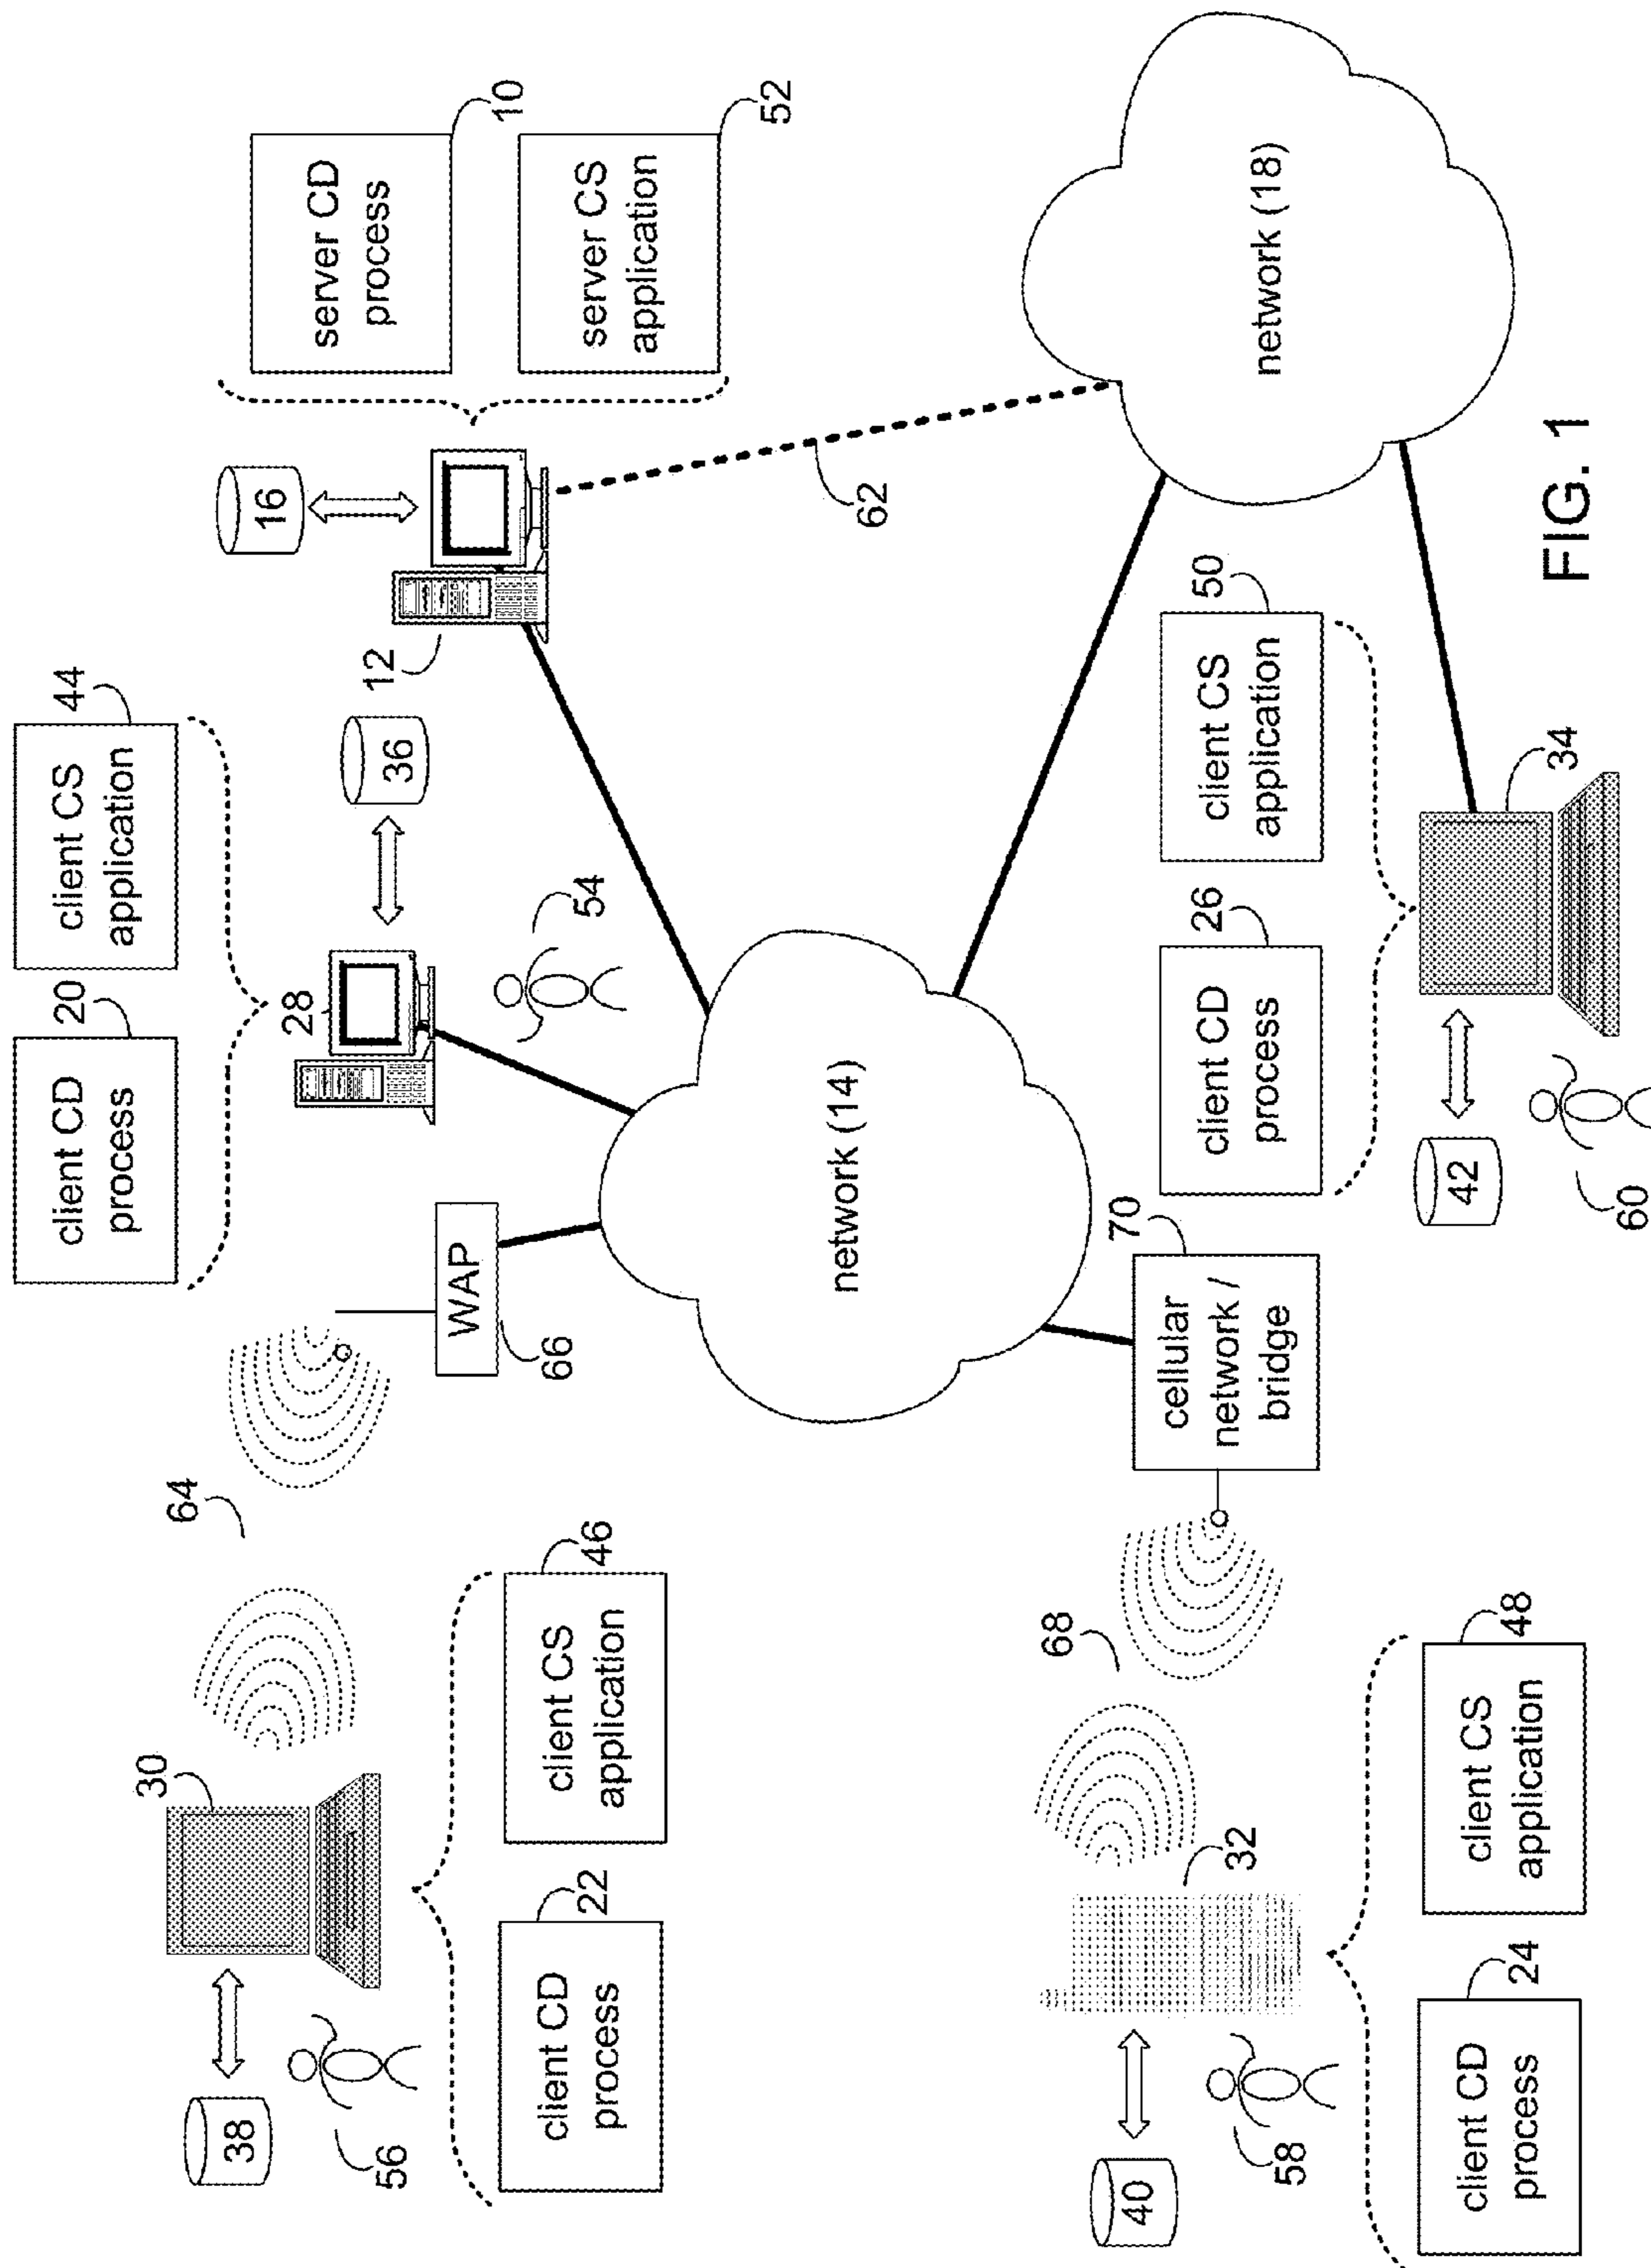 38
30
56
client CD
process
22
client CS
application
46
64
WAP
66
client CD
process
20
client CS
application
44
28
36
54
12
16
server CD
process
10
server CS
application
52
62
40
32
58
client CD
process
24
client CS
application
48
68
cellular
network /
bridge
70
network (14)
network (18)
client CD
process
26
client CS
application
50
42
34
60
FIG. 1